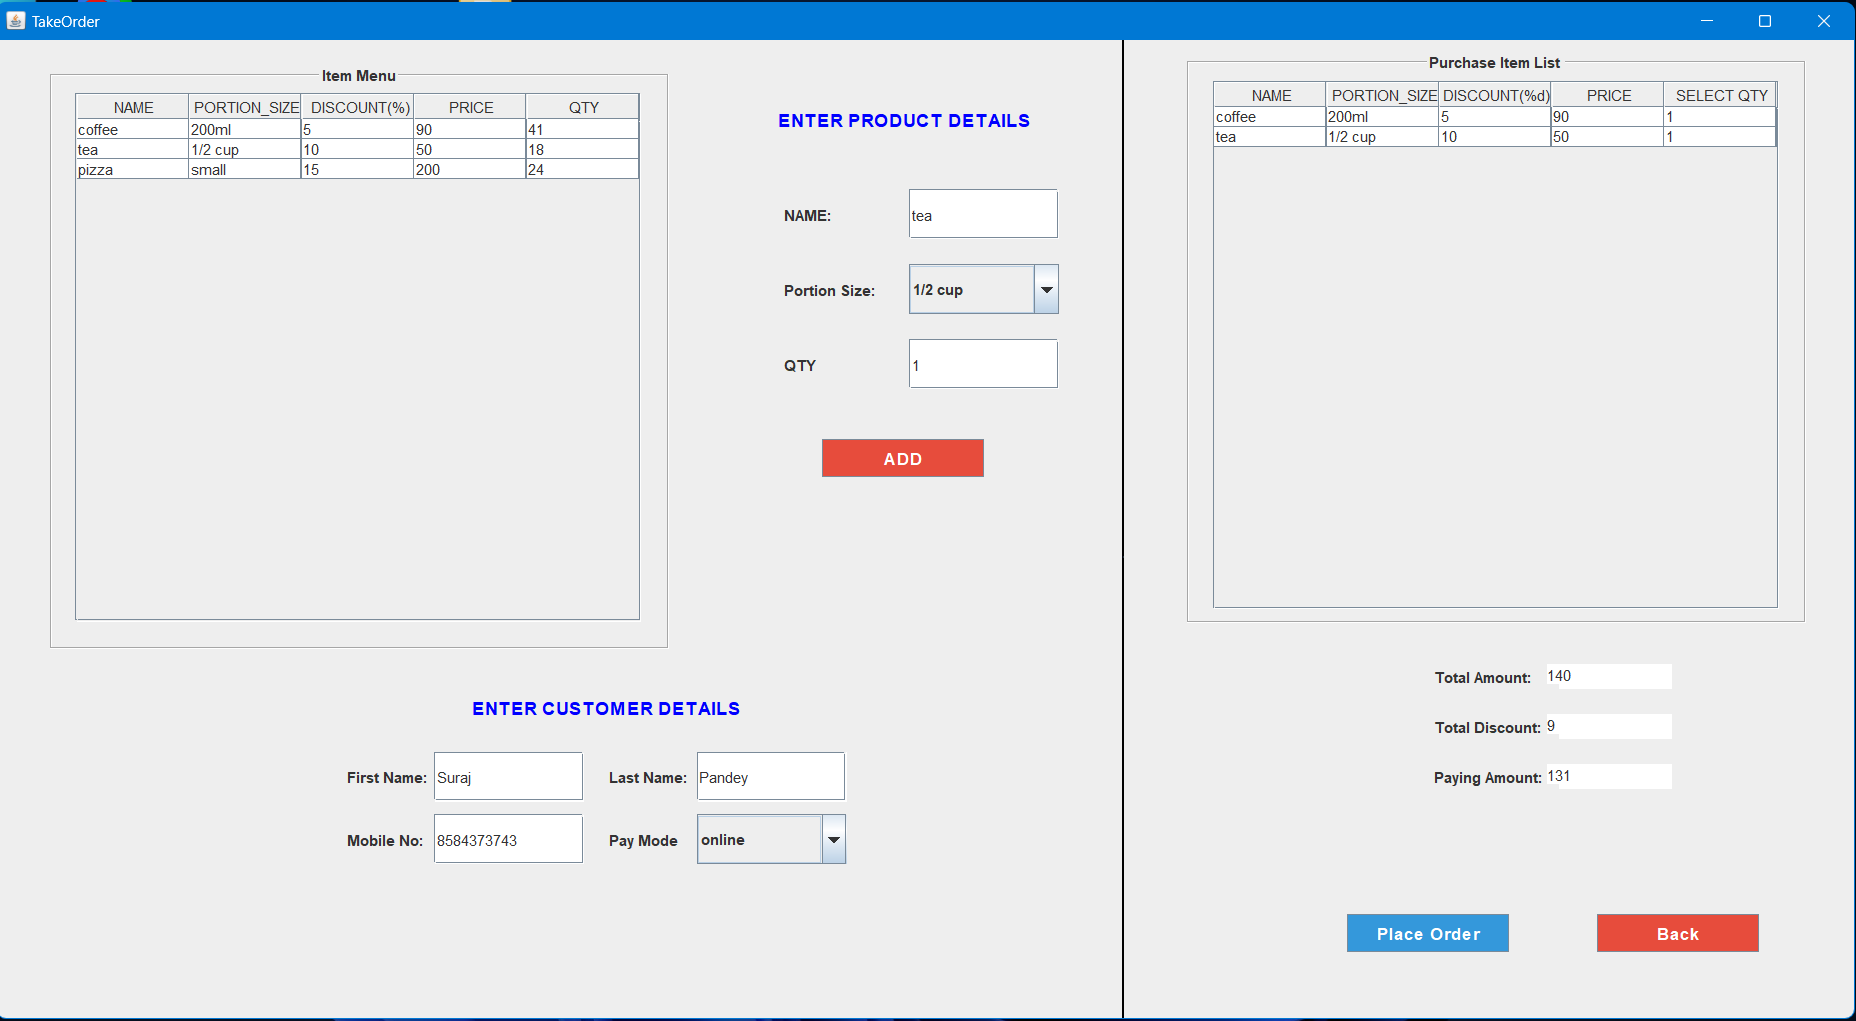 TakeOrder
Item Menu
NAME PORTION_SIZE DISCOUNT(%) PRICE QTY
coffee 200ml 5 90 41
tea 1/2 cup 10 50 18
pizza small 15 200 24
ENTER PRODUCT DETAILS
NAME: tea
Portion Size: 1/2 cup
QTY 1
ADD
ENTER CUSTOMER DETAILS
First Name: Suraj Last Name: Pandey
Mobile No: 8584373743 Pay Mode online
Purchase Item List
NAME PORTION_SIZE DISCOUNT(%d) PRICE SELECT QTY
coffee 200ml 5 90 1
tea 1/2 cup 10 50 1
Total Amount: 140
Total Discount: 9
Paying Amount: 131
Place Order Back